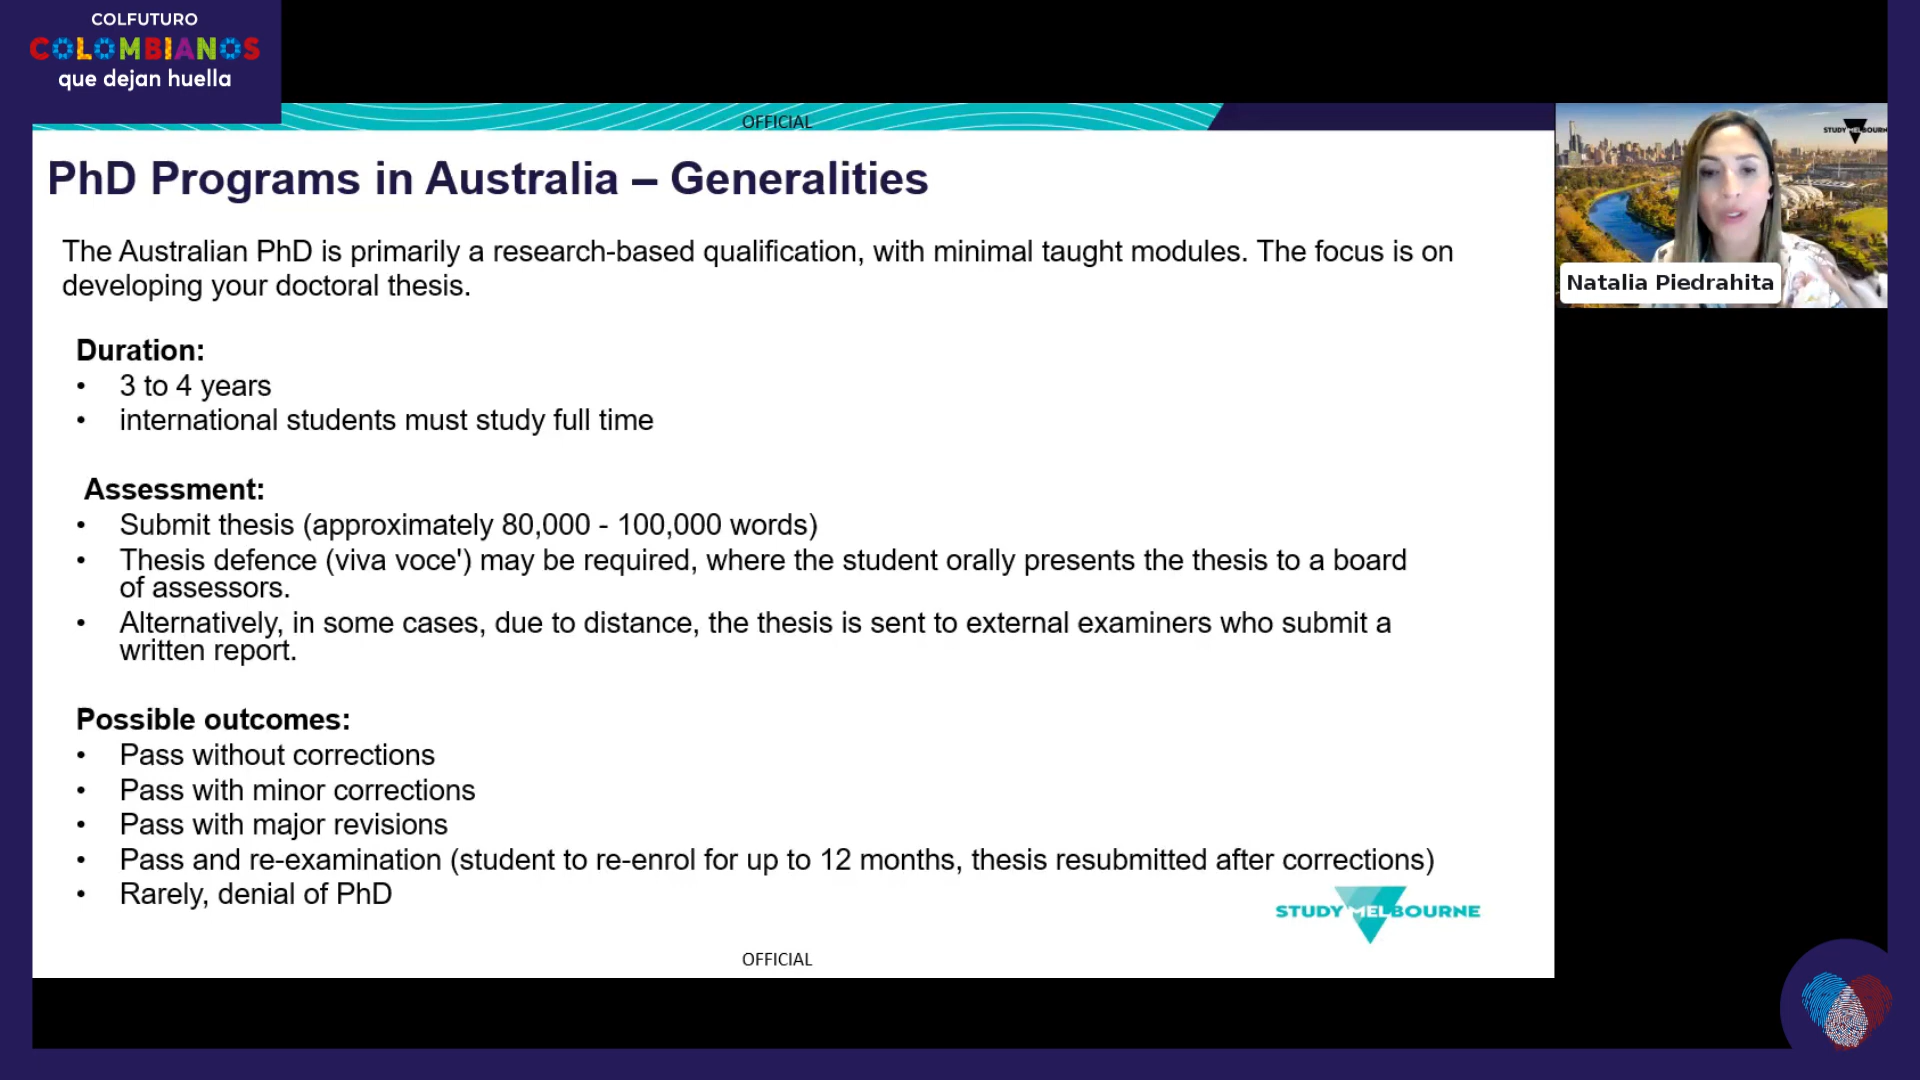 COLFUTURO
COLOMBIANOS
que dejan huella
OFFICIAL
PhD Programs in Australia – Generalities
The Australian PhD is primarily a research-based qualification, with minimal taught modules. The focus is on
developing your doctoral thesis.
Duration:
• 3 to 4 years
• international students must study full time
Assessment:
• Submit thesis (approximately 80,000 - 100,000 words)
• Thesis defence (viva voce') may be required, where the student orally presents the thesis to a board
of assessors.
• Alternatively, in some cases, due to distance, the thesis is sent to external examiners who submit a
written report.
Possible outcomes:
• Pass without corrections
• Pass with minor corrections
• Pass with major revisions
• Pass and re-examination (student to re-enrol for up to 12 months, thesis resubmitted after corrections)
• Rarely, denial of PhD
STUDY MELBOURNE
OFFICIAL
STUDY MELBOURN
Natalia Piedrahita